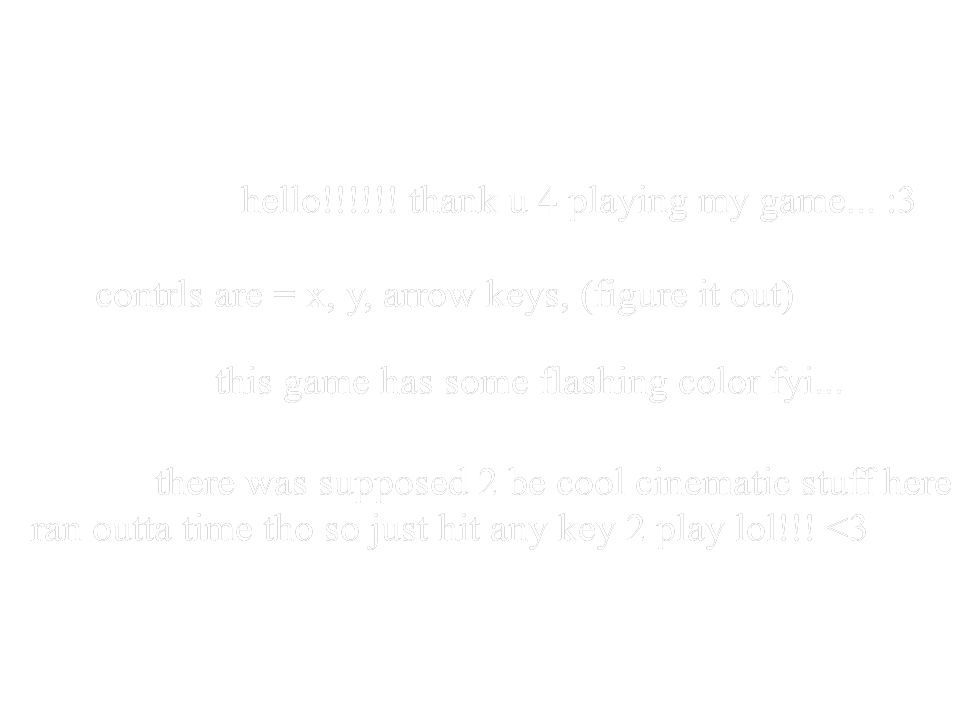 hello!!!!!! thank u 4 playing my game... :3
contrls are = x, y, arrow keys, (figure it out)
this game has some flashing color fyi...
there was supposed 2 be cool cinematic stuff here
ran outta time tho so just hit any key 2 play lol!!! <3